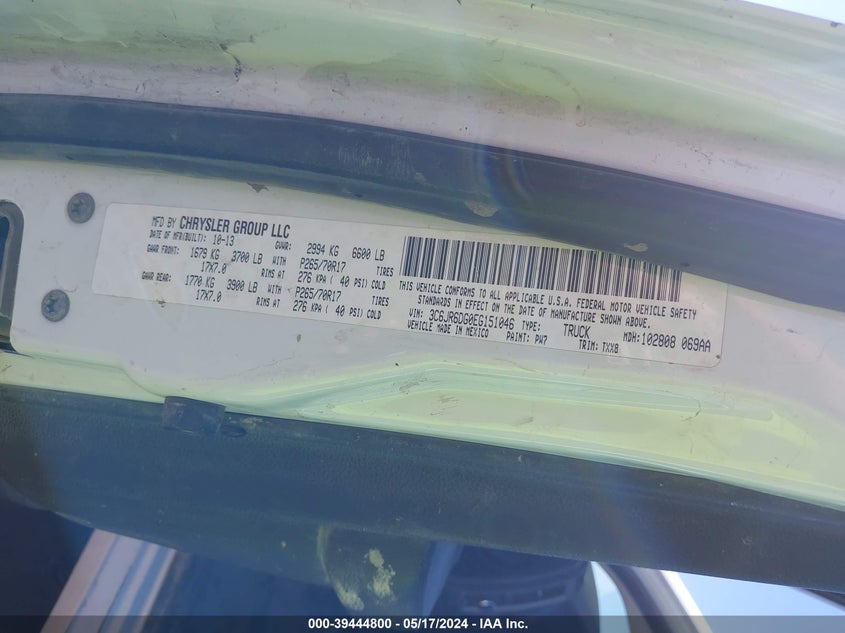 MFD BY CHRYSLER GROUP LLC
DATE OF MFR(BUILT): 10-13 GVWR: 2994 KG 6600 LB
GAWR FRONT: 1679 KG 3700 LB WITH P265/70R17 TIRES
17X7.0 RIMS AT 276 KPA ( 40 PSI) COLD
GAWR REAR: 1770 KG 3900 LB WITH P265/70R17 TIRES
17X7.0 RIMS AT 276 KPA ( 40 PSI) COLD
THIS VEHICLE CONFORMS TO ALL APPLICABLE U.S.A. FEDERAL MOTOR VEHICLE SAFETY
STANDARDS IN EFFECT ON THE DATE OF MANUFACTURE SHOWN ABOVE.
VIN: 3C6JR6DG0EG151046 TYPE: TRUCK MDH:102808 069AA
VEHICLE MADE IN MEXICO PAINT: PW7 TRIM: TXX8
000-39444800 - 05/17/2024 - IAA Inc.